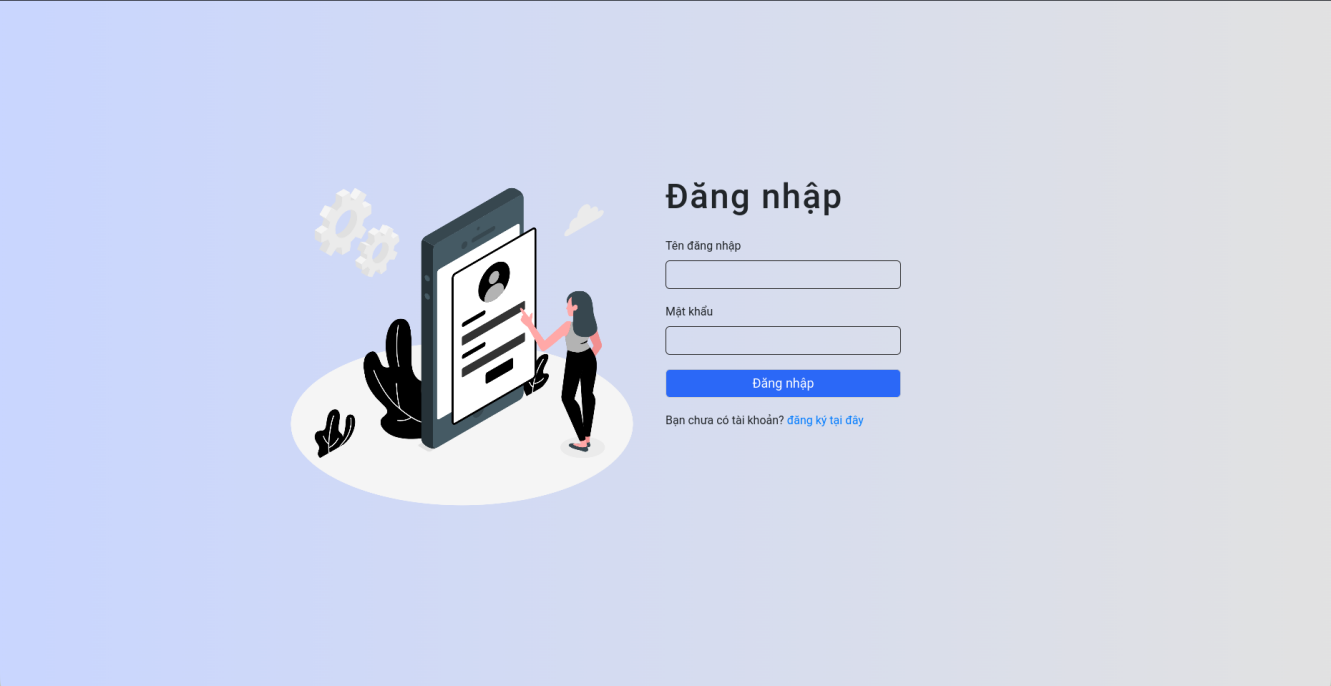 Đăng nhập
Tên đăng nhập
Mật khẩu
Đăng nhập
Bạn chưa có tài khoản? đăng ký tại đây